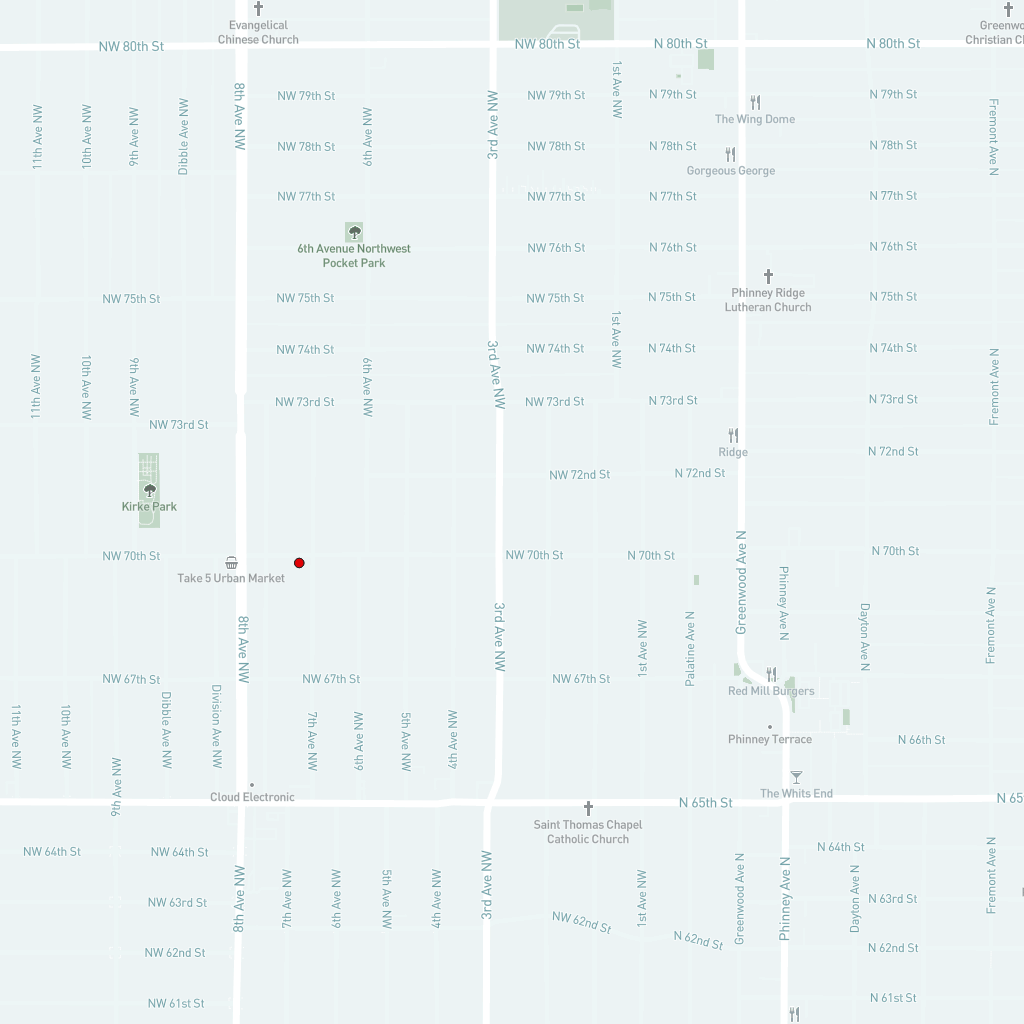 Evangelical
Chinese Church
Greenwo
Christian C
NW 80th St
NW 80th St
N 80th St
N 80th St
11th Ave NW
10th Ave NW
9th Ave NW
Dibble Ave NW
8th Ave NW
NW 79th St
6th Ave NW
3rd Ave NW
NW 79th St
1st Ave NW
N 79th St
The Wing Dome
N 79th St
Fremont Ave N
NW 78th St
NW 78th St
N 78th St
Gorgeous George
N 78th St
NW 77th St
NW 77th St
N 77th St
N 77th St
6th Avenue Northwest
Pocket Park
NW 76th St
N 76th St
N 76th St
NW 75th St
NW 75th St
NW 75th St
N 75th St
Phinney Ridge
Lutheran Church
N 75th St
NW 74th St
3rd Ave NW
NW 74th St
1st Ave NW
N 74th St
N 74th St
11th Ave NW
10th Ave NW
9th Ave NW
6th Ave NW
Fremont Ave N
NW 73rd St
NW 73rd St
N 73rd St
N 73rd St
NW 73rd St
Ridge
N 72nd St
NW 72nd St
N 72nd St
Kirke Park
NW 70th St
NW 70th St
N 70th St
N 70th St
Take 5 Urban Market
Greenwood Ave N
Phinney Ave N
8th Ave NW
3rd Ave NW
1st Ave NW
Palatine Ave N
Dayton Ave N
Fremont Ave N
NW 67th St
NW 67th St
NW 67th St
Red Mill Burgers
11th Ave NW
10th Ave NW
Dibble Ave NW
Division Ave NW
7th Ave NW
6th Ave NW
5th Ave NW
4th Ave NW
Phinney Terrace
N 66th St
9th Ave NW
Cloud Electronic
The Whits End
N 65th St
N 65
Saint Thomas Chapel
Catholic Church
NW 64th St
NW 64th St
N 64th St
8th Ave NW
7th Ave NW
6th Ave NW
5th Ave NW
4th Ave NW
3rd Ave NW
1st Ave NW
Greenwood Ave N
Phinney Ave N
Dayton Ave N
Fremont Ave N
NW 63rd St
N 63rd St
NW 62nd St
N 62nd St
NW 62nd St
N 62nd St
NW 61st St
N 61st St